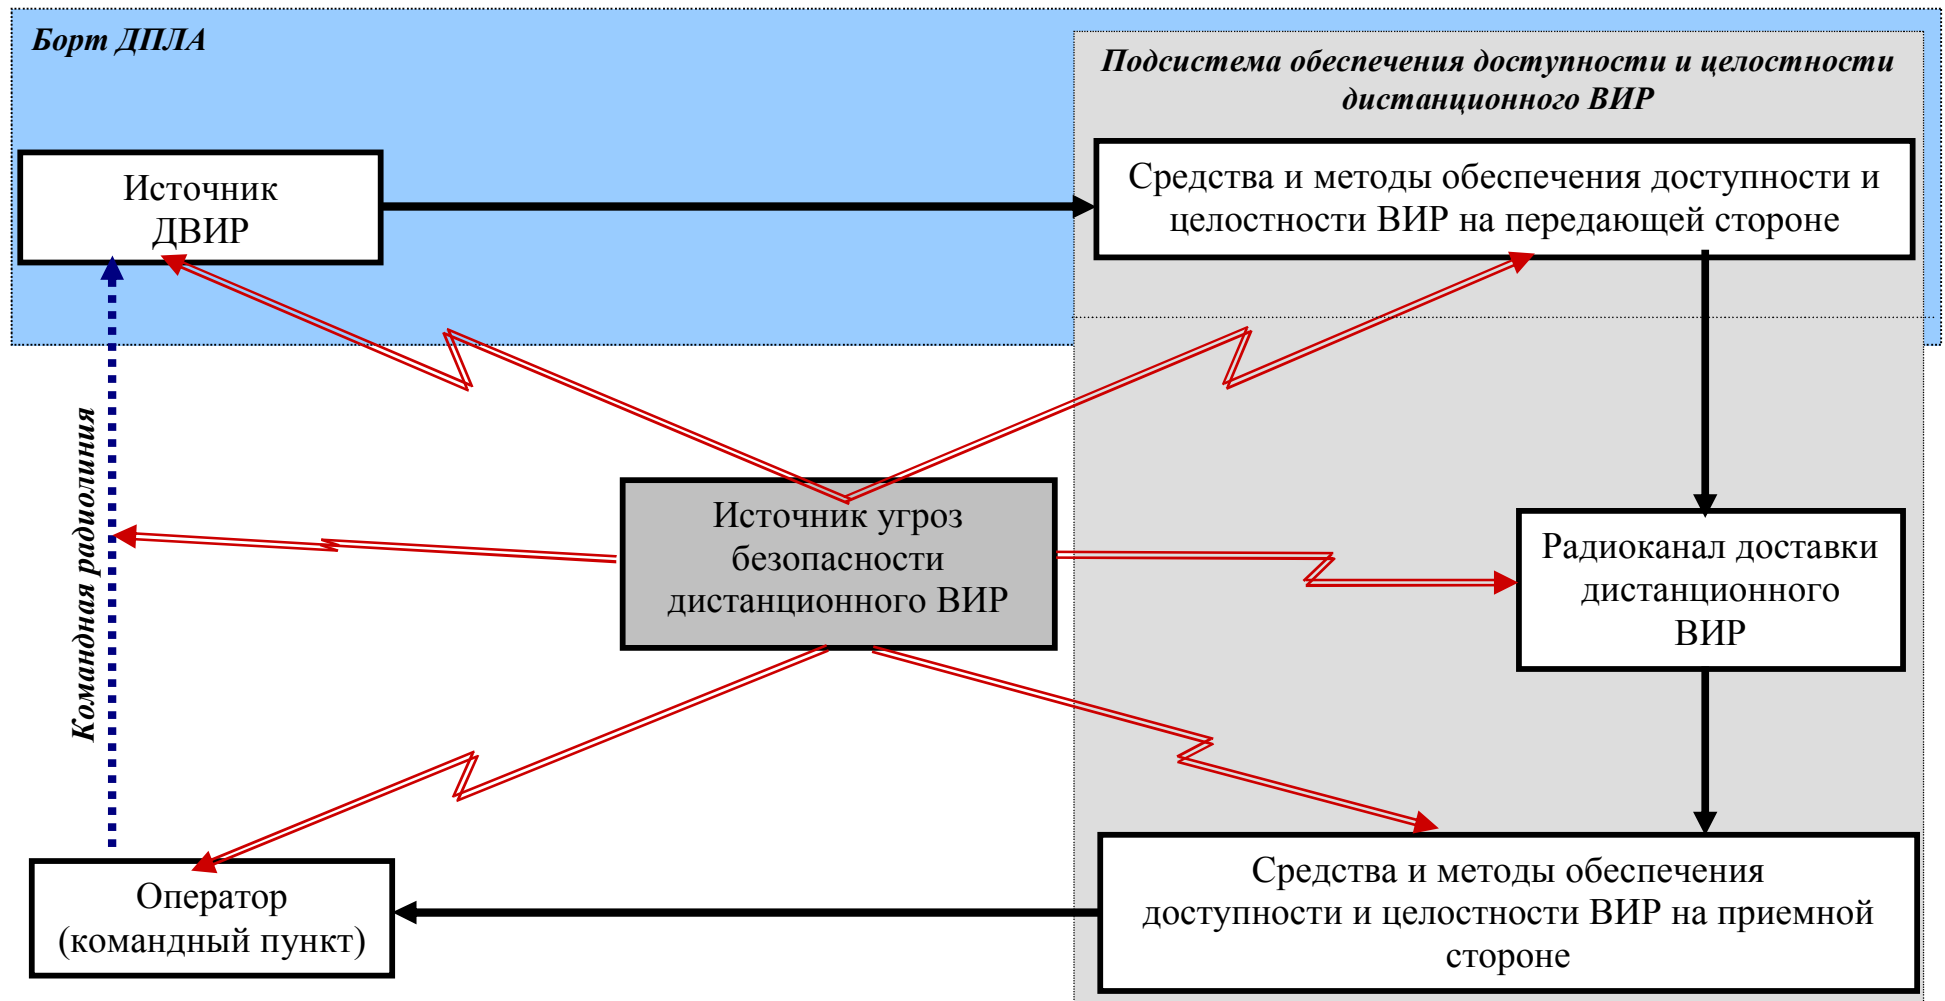 Борт ДПЛА
Подсистема обеспечения доступности и целостности
дистанционного ВИР
Источник
ДВИР
Средства и методы обеспечения доступности и
целостности ВИР на передающей стороне
Командная радиолиния
Источник угроз
безопасности
дистанционного ВИР
Радиоканал доставки
дистанционного
ВИР
Оператор
(командный пункт)
Средства и методы обеспечения
доступности и целостности ВИР на приемной
стороне